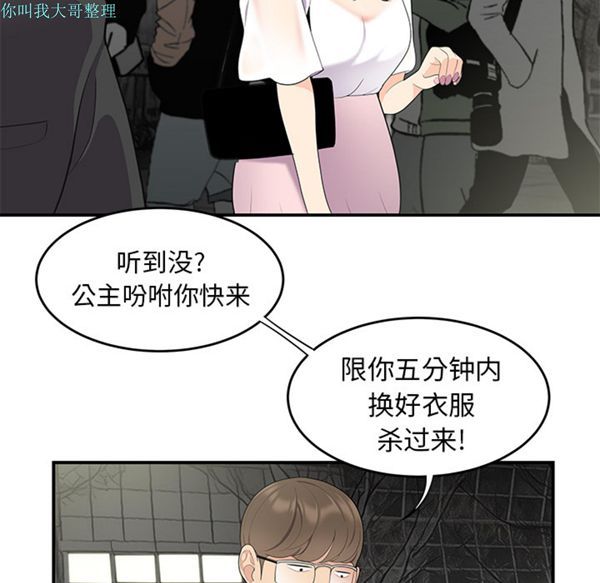 你叫我大哥整理
听到没?
公主吩咐你快来
限你五分钟内
换好衣服
杀过来!